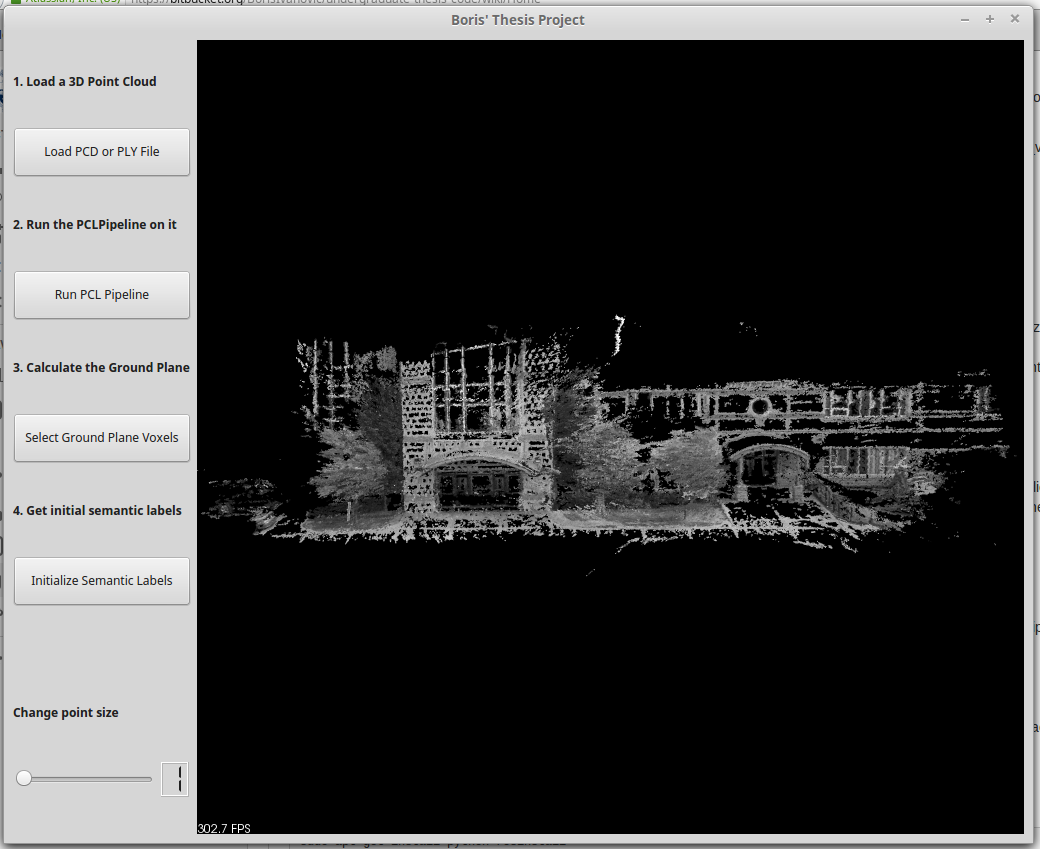 Boris' Thesis Project
1. Load a 3D Point Cloud
Load PCD or PLY File
2. Run the PCLPipeline on it
Run PCL Pipeline
3. Calculate the Ground Plane
Select Ground Plane Voxels
4. Get initial semantic labels
Initialize Semantic Labels
Change point size
1
302.7 FPS